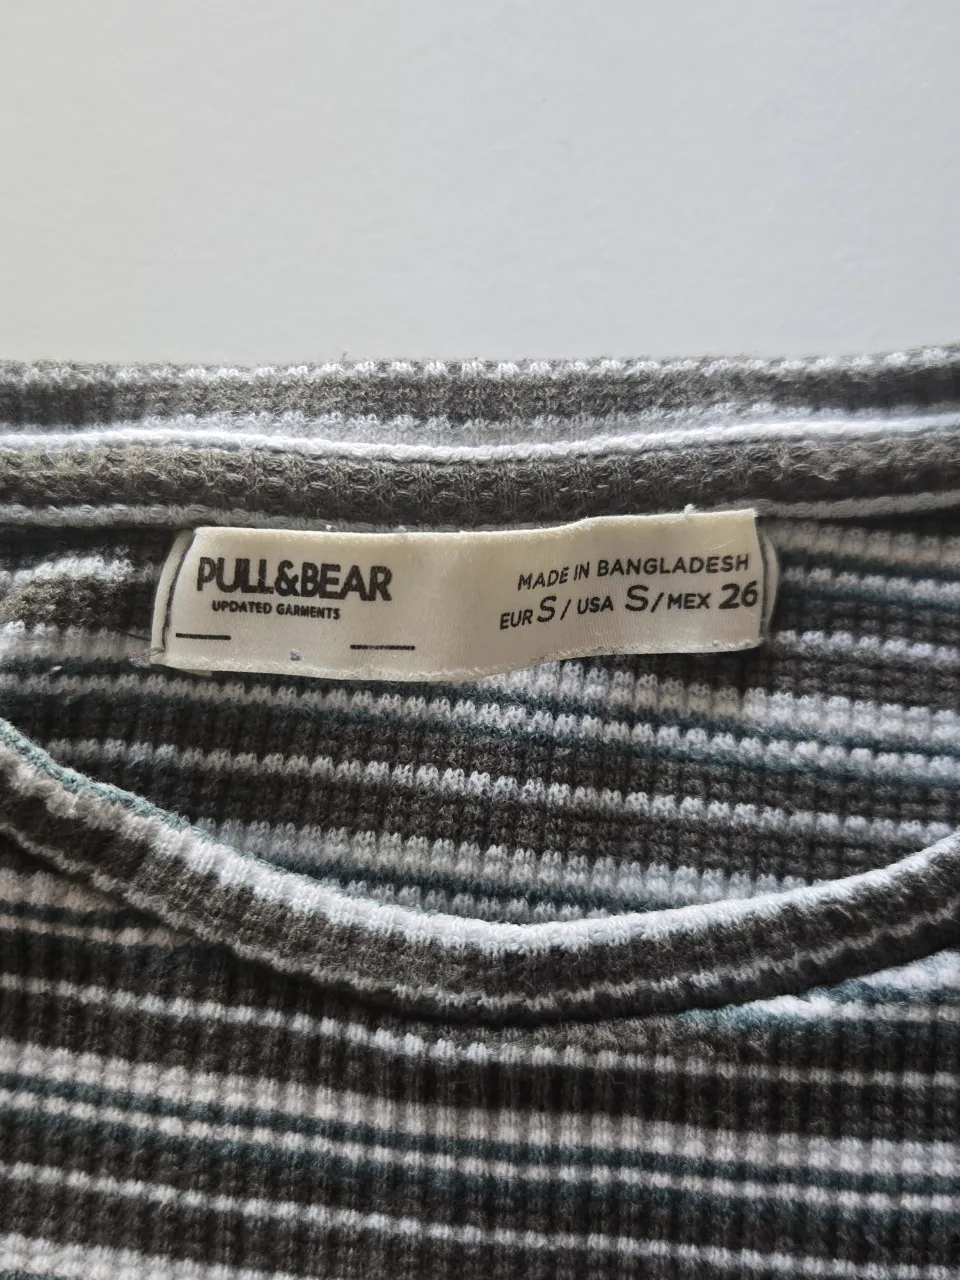 PULL&BEAR
UPDATED GARMENTS
MADE IN BANGLADESH
EUR S / USA S / MEX 26